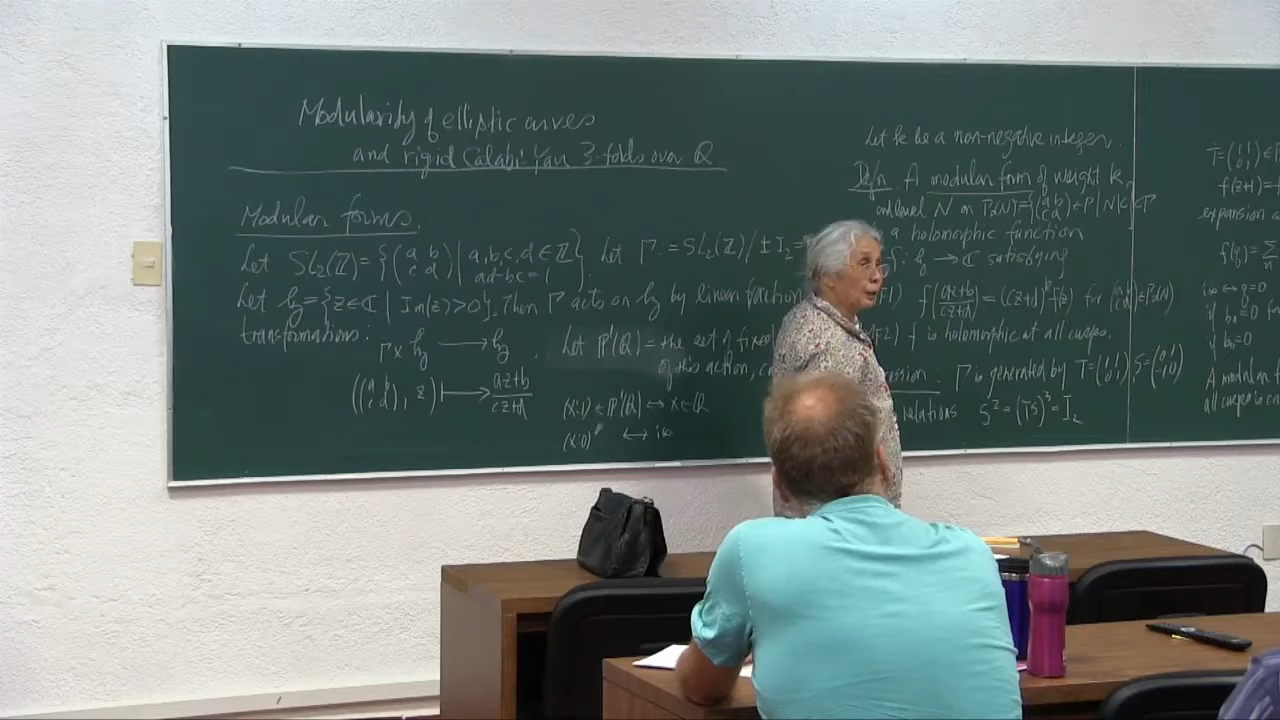 Modularity of elliptic curves
and rigid Calabi-Yau 3-folds over Q
Modular forms:
Let SL₂(ℤ) = {(a b / c d) | a,b,c,d ∈ ℤ, ad-bc=1}. Let Γ := SL₂(ℤ)/±I₂
Let 𝔥 = {z∈ℂ | Im(z)>0}. Then Γ acts on 𝔥 by linear fraction
transformations:
Γ × 𝔥 ⟶ 𝔥
((a b / c d), z) ⟼ az+b / cz+d
Let ℙ¹(ℚ) = the set of
of this action,
(x:1) ∈ ℙ¹(ℚ) ↔ x∈ℚ
(x:0) ↔ i∞
Let k be a non-negative integer.
Defn A modular form of weight k
and level N on Γ₀(N) = {(a b / c d) ∈ Γ | N|c} ⊂ Γ
a holomorphic function
f: 𝔥 → ℂ satisfying
1) f(az+b / cz+d) = (cz+d)ᵏ f(z) for (a b / c d) ∈ Γ₀(N)
2) f is holomorphic at all cusps.
Γ is generated by T = (1 1 / 0 1), S = (0 1 / -1 0)
relations S² = (TS)³ = I₂
T = (1 1 / 0 1) ∈
f(z+1) =
expansion
f(q) = Σ
i∞ ↔ q=0
if
if b₀=0
A modular
all cusps is